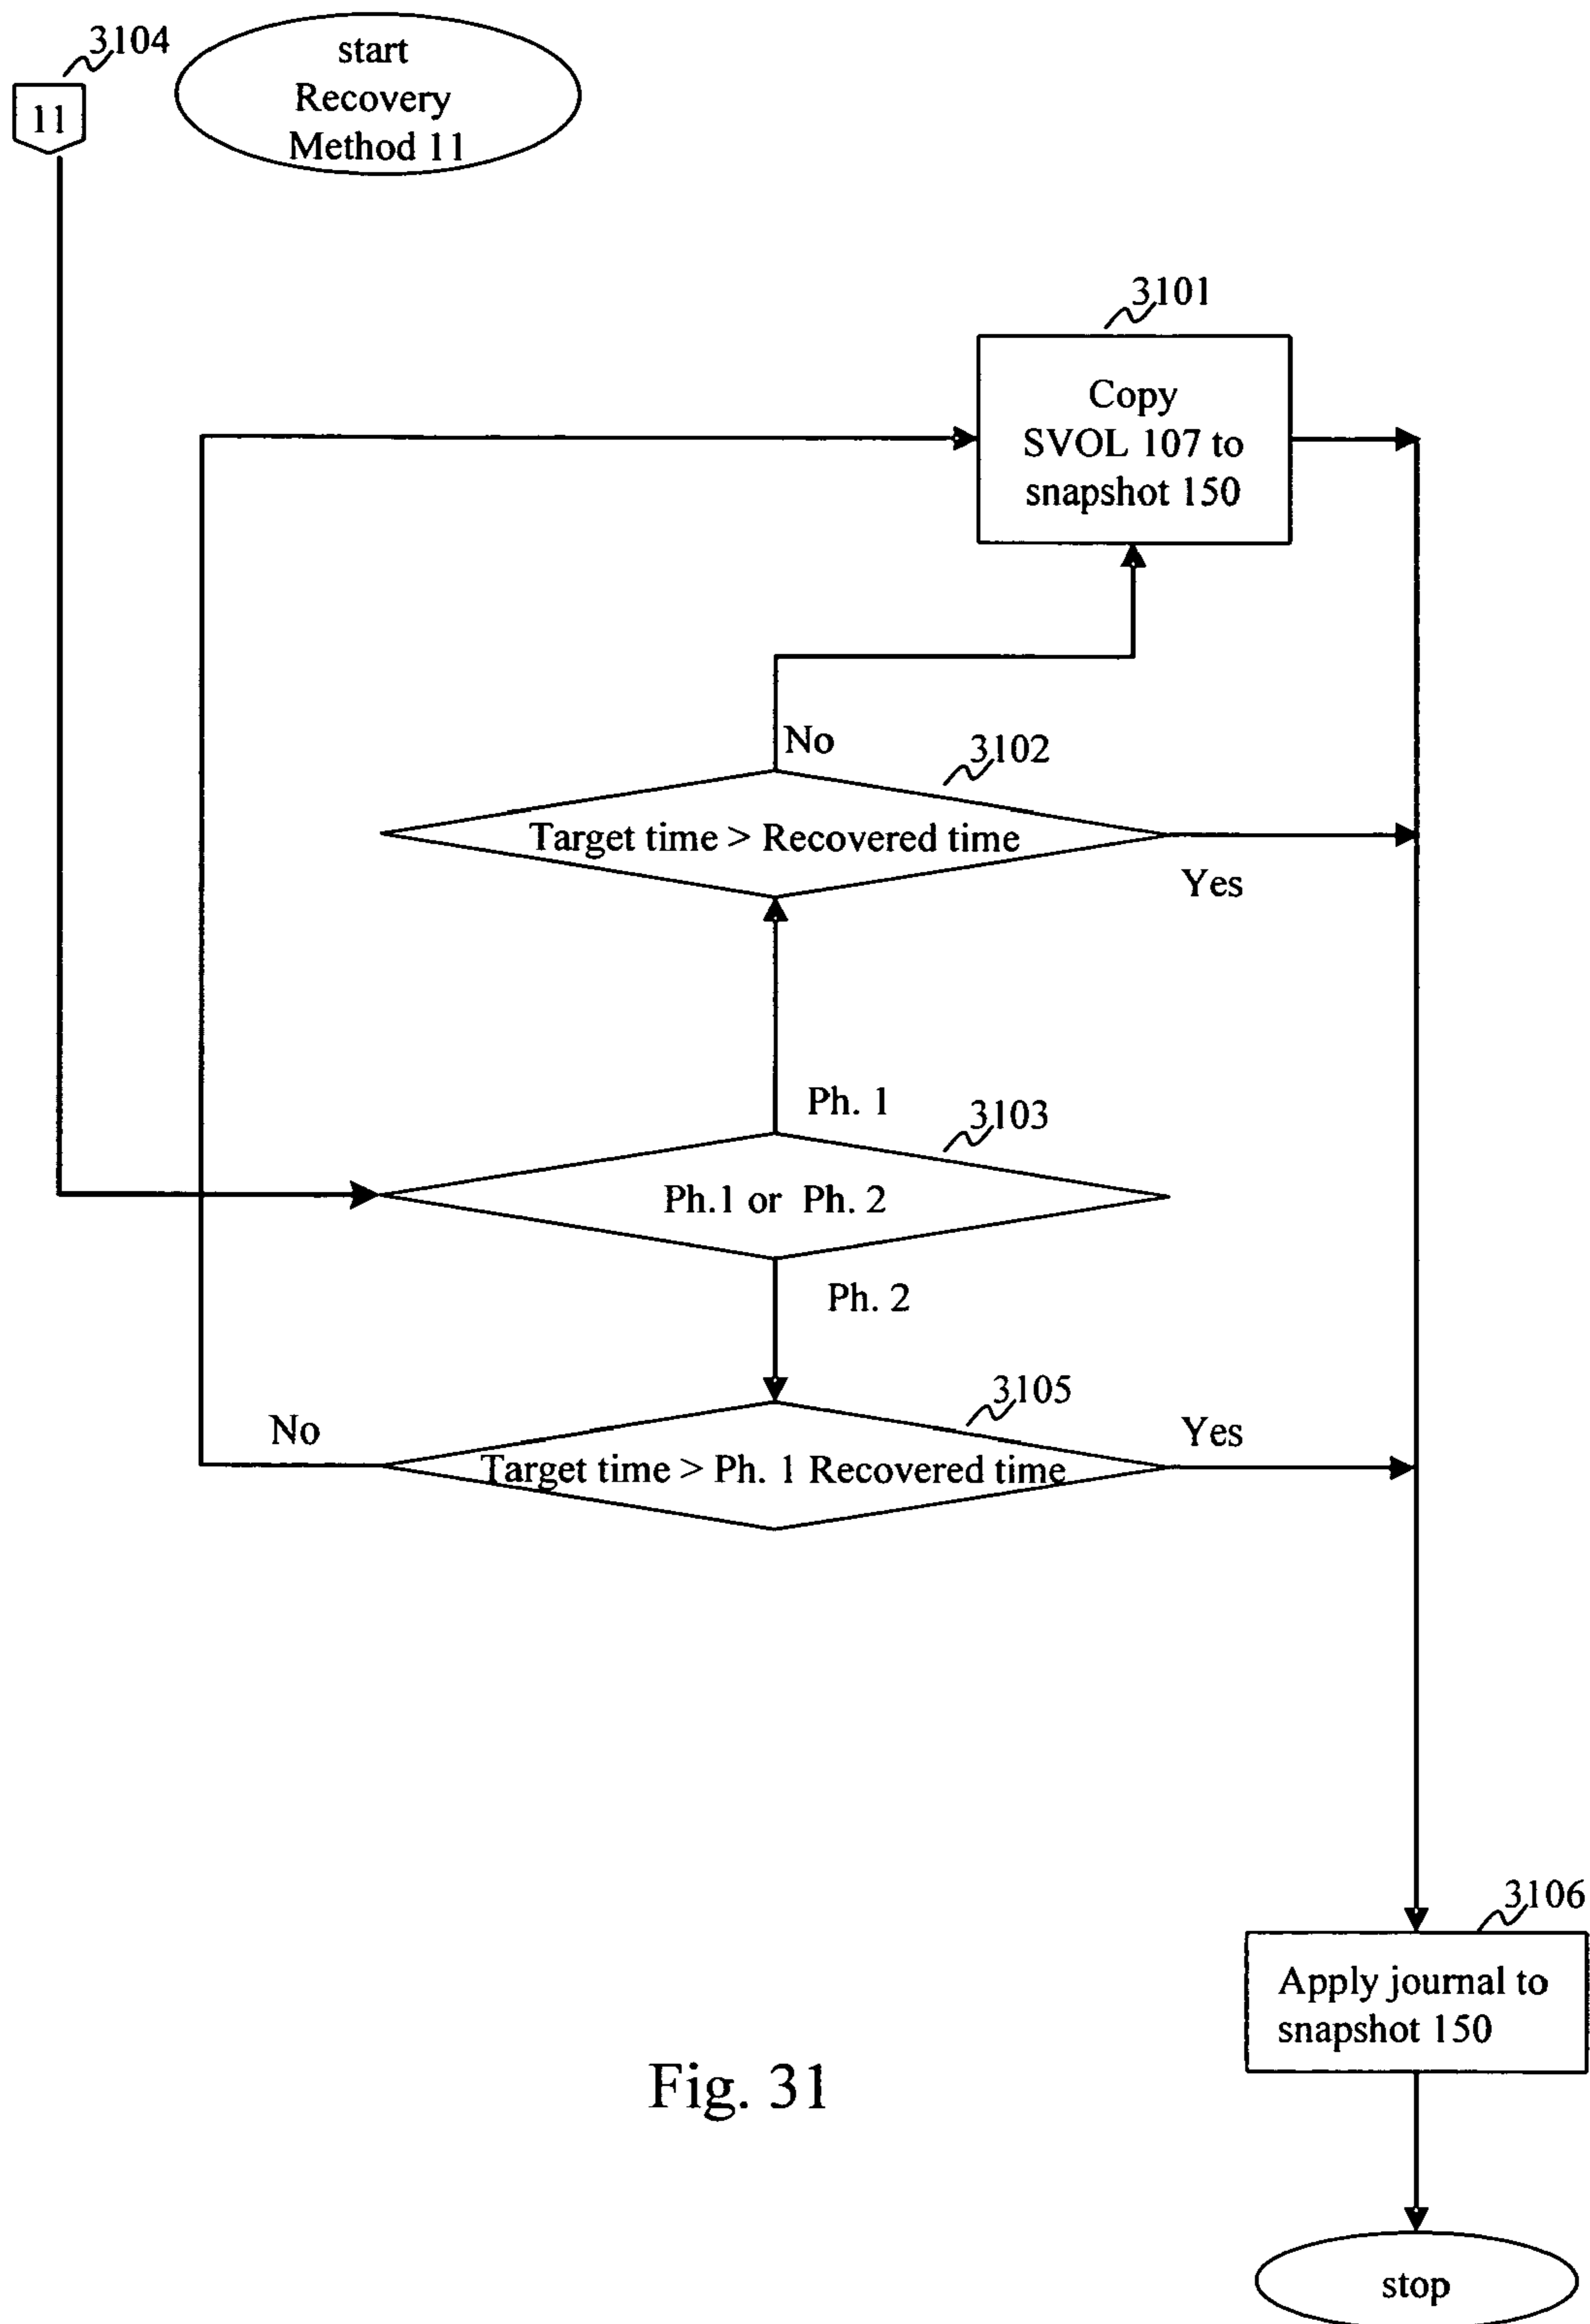 3104
11
start
Recovery
Method 11
3101
Copy
SVOL 107 to
snapshot 150
No
3102
Target time > Recovered time
Yes
Ph. 1
3103
Ph.1 or Ph. 2
Ph. 2
3105
No
Yes
Target time > Ph. 1 Recovered time
3106
Apply journal to
snapshot 150
Fig. 31
stop